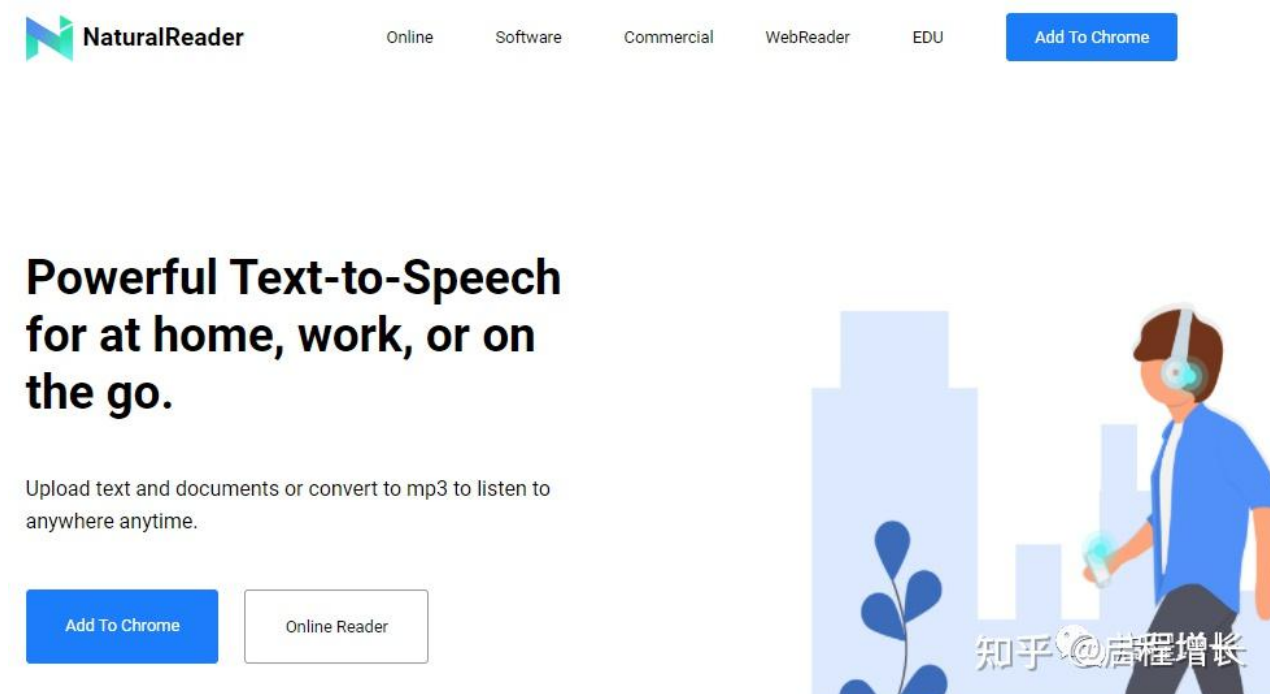 NaturalReader
Online Software Commercial WebReader EDU Add To Chrome
Powerful Text-to-Speech
for at home, work, or on
the go.
Upload text and documents or convert to mp3 to listen to
anywhere anytime.
Add To Chrome Online Reader
知乎 @启程增长